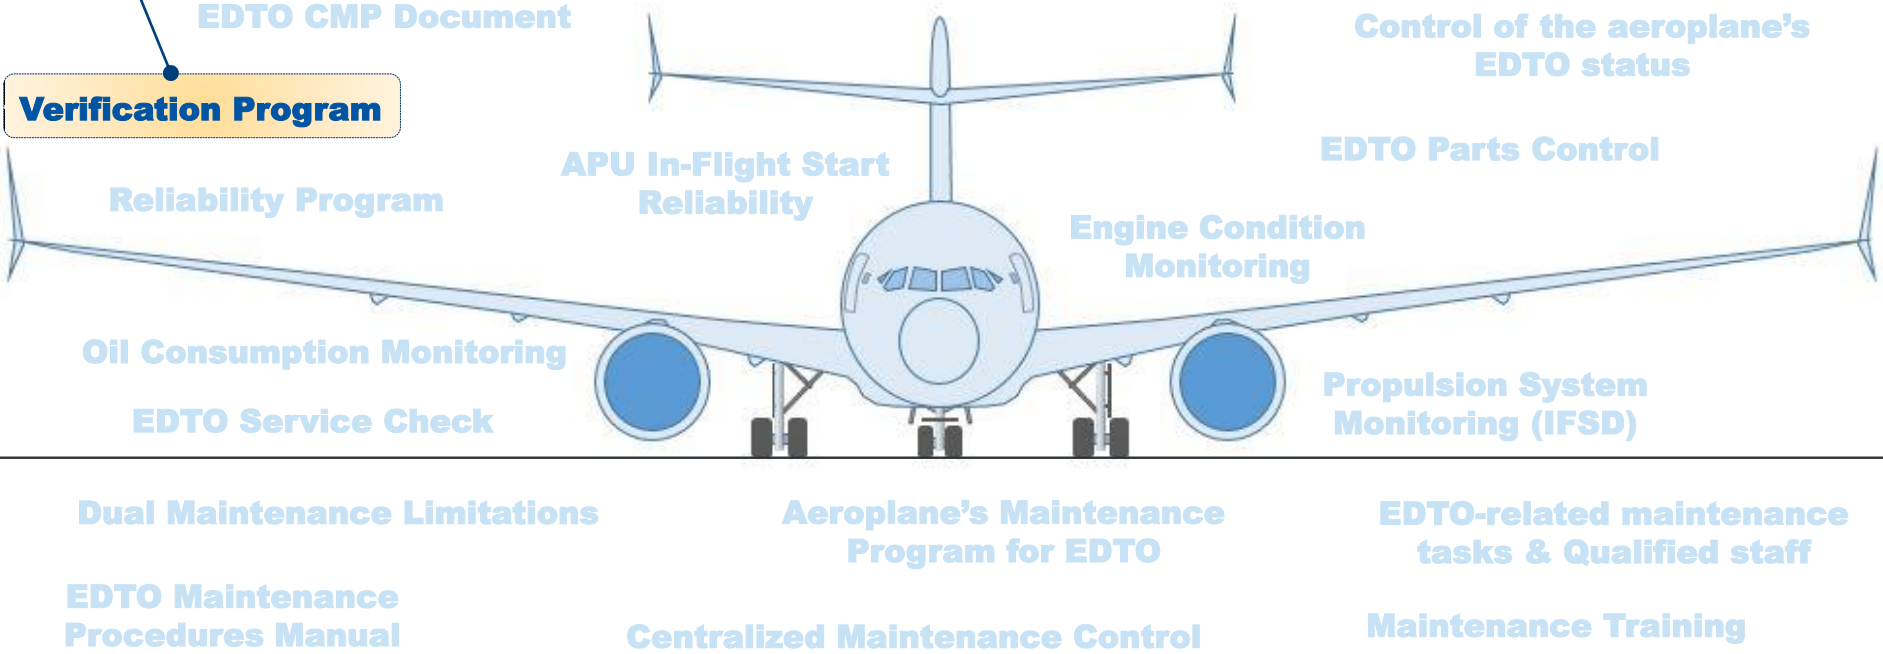 EDTO CMP Document
Control of the aeroplane’s
EDTO status
Verification Program
EDTO Parts Control
APU In-Flight Start
Reliability
Reliability Program
Engine Condition
Monitoring
Oil Consumption Monitoring
Propulsion System
Monitoring (IFSD)
EDTO Service Check
Dual Maintenance Limitations
Aeroplane’s Maintenance
Program for EDTO
EDTO-related maintenance
tasks & Qualified staff
EDTO Maintenance
Procedures Manual
Centralized Maintenance Control
Maintenance Training